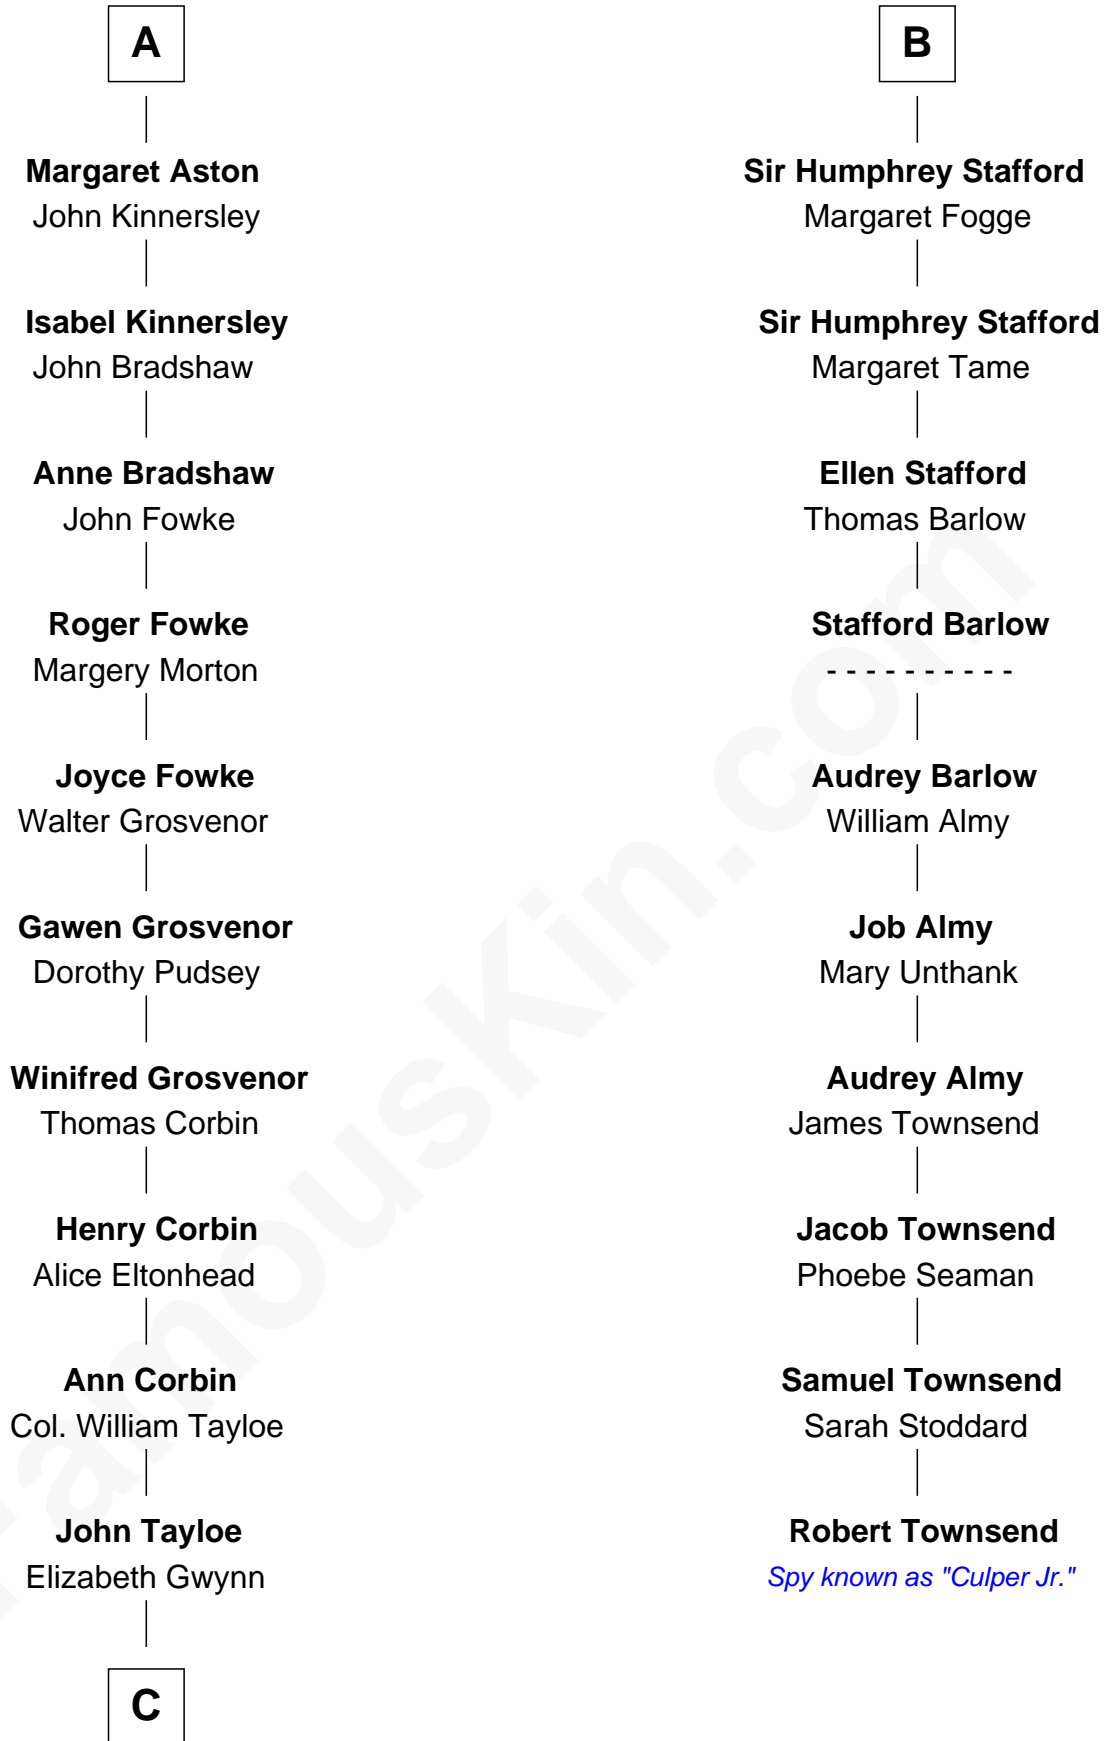 A
Margaret Aston
John Kinnersley
Isabel Kinnersley
John Bradshaw
Anne Bradshaw
John Fowke
Roger Fowke
Margery Morton
Joyce Fowke
Walter Grosvenor
Gawen Grosvenor
Dorothy Pudsey
Winifred Grosvenor
Thomas Corbin
Henry Corbin
Alice Eltonhead
Ann Corbin
Col. William Tayloe
John Tayloe
Elizabeth Gwynn
C
B
Sir Humphrey Stafford
Margaret Fogge
Sir Humphrey Stafford
Margaret Tame
Ellen Stafford
Thomas Barlow
Stafford Barlow
- - - - - - - - - -
Audrey Barlow
William Almy
Job Almy
Mary Unthank
Audrey Almy
James Townsend
Jacob Townsend
Phoebe Seaman
Samuel Townsend
Sarah Stoddard
Robert Townsend
Spy known as "Culper Jr."
FamousKin.com